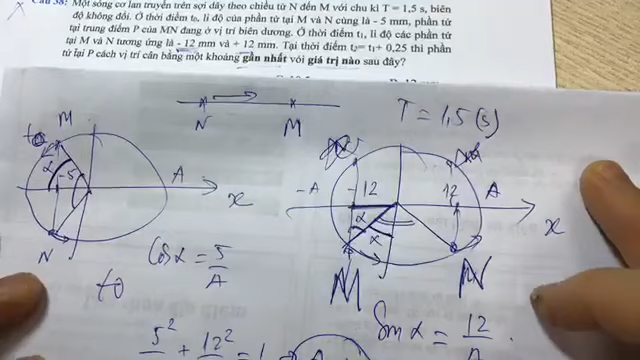 Câu 38: Một sóng cơ lan truyền trên sợi dây theo chiều từ N đến M với chu kì T = 1,5 s, biên
độ không đổi. Ở thời điểm t₀, li độ của phần tử tại M và N cùng là - 5 mm, phần tử
tại trung điểm P của MN đang ở vị trí biên dương. Ở thời điểm t₁, li độ các phần tử
tại M và N tương ứng là - 12 mm và + 12 mm. Tại thời điểm t₂= t₁+ 0,25 thì phần
tử tại P cách vị trí cân bằng một khoảng gần nhất với giá trị nào sau đây?
N M
T = 1,5 (s)
M
α -5 A x
N
cos α = 5/A
t0
-A -12 12 A x
α α
M N
sin α = 12/A
5² + 12² = 1